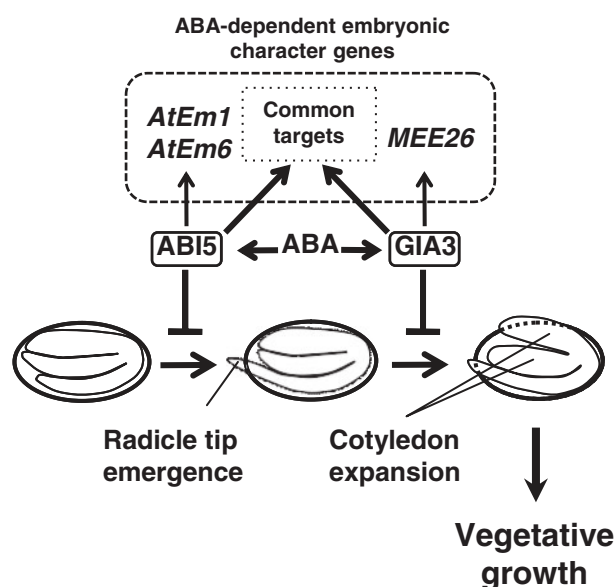 ABA-dependent embryonic
character genes
AtEm1
AtEm6
Common
targets
MEE26
ABI5
ABA
GIA3
Radicle tip
emergence
Cotyledon
expansion
Vegetative
growth